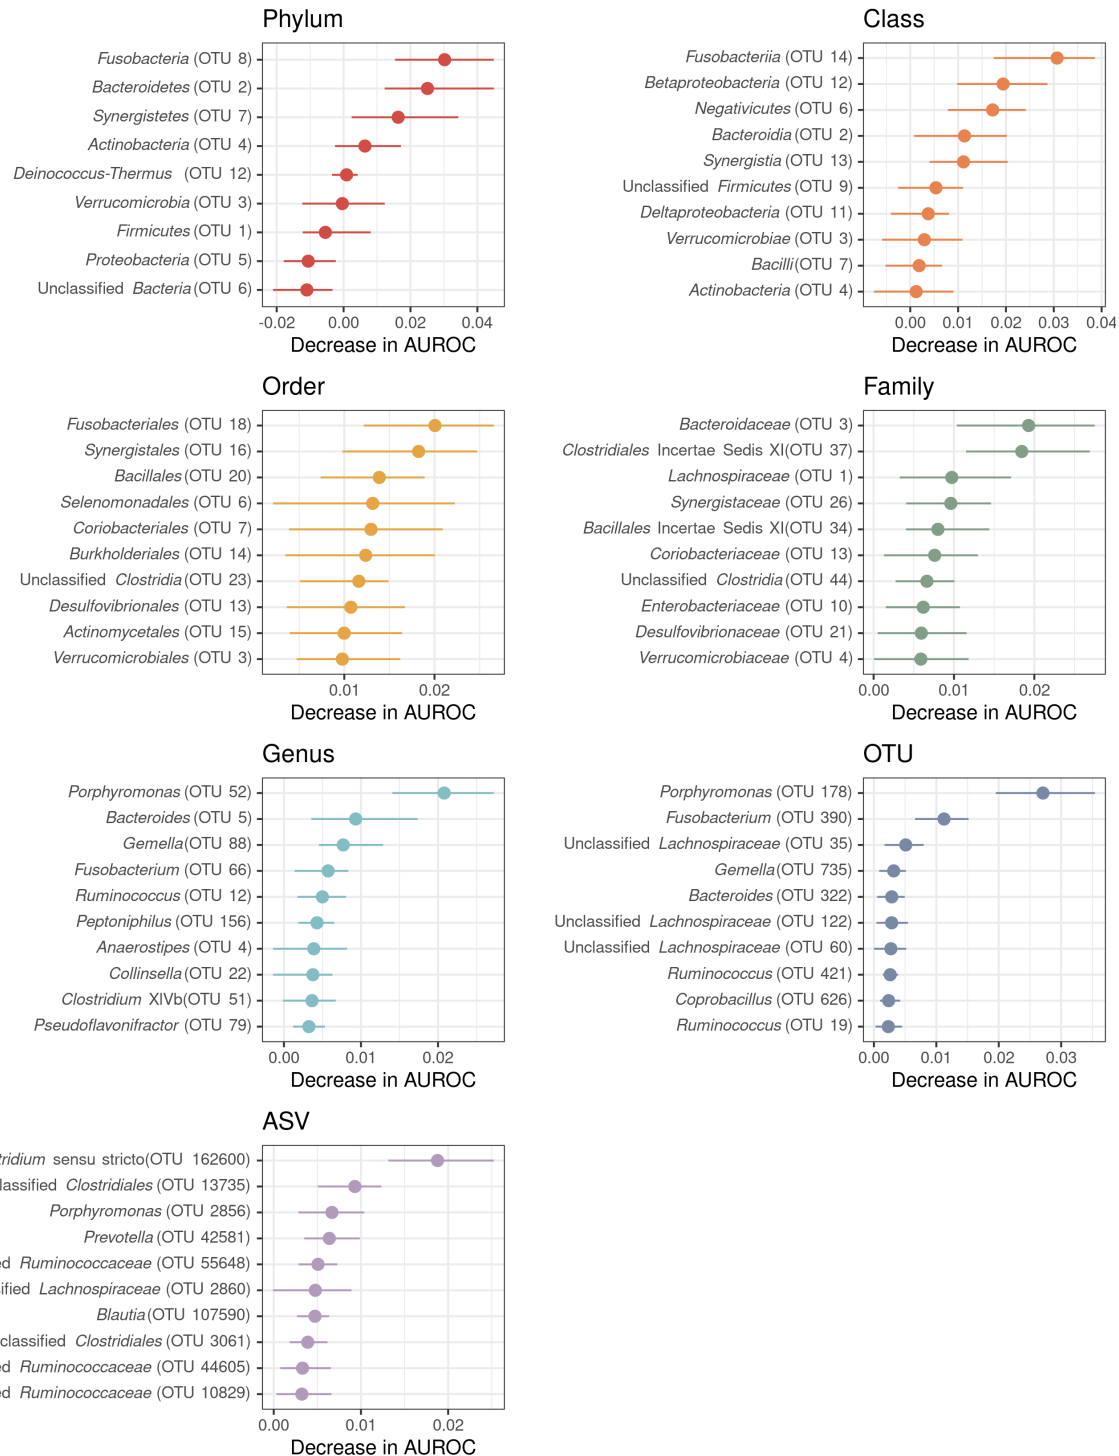 Phylum
Fusobacteria (OTU 8)
Bacteroidetes (OTU 2)
Synergistetes (OTU 7)
Actinobacteria (OTU 4)
Deinococcus-Thermus (OTU 12)
Verrucomicrobia (OTU 3)
Firmicutes (OTU 1)
Proteobacteria (OTU 5)
Unclassified Bacteria (OTU 6)
-0.02 0.00 0.02 0.04
Decrease in AUROC
Class
Fusobacteriia (OTU 14)
Betaproteobacteria (OTU 12)
Negativicutes (OTU 6)
Bacteroidia (OTU 2)
Synergistia (OTU 13)
Unclassified Firmicutes (OTU 9)
Deltaproteobacteria (OTU 11)
Verrucomicrobiae (OTU 3)
Bacilli(OTU 7)
Actinobacteria (OTU 4)
0.00 0.01 0.02 0.03 0.04
Decrease in AUROC
Order
Fusobacteriales (OTU 18)
Synergistales (OTU 16)
Bacillales (OTU 20)
Selenomonadales (OTU 6)
Coriobacteriales (OTU 7)
Burkholderiales (OTU 14)
Unclassified Clostridia (OTU 23)
Desulfovibrionales (OTU 13)
Actinomycetales (OTU 15)
Verrucomicrobiales (OTU 3)
0.01 0.02
Decrease in AUROC
Family
Bacteroidaceae (OTU 3)
Clostridiales Incertae Sedis XI(OTU 37)
Lachnospiraceae (OTU 1)
Synergistaceae (OTU 26)
Bacillales Incertae Sedis XI(OTU 34)
Coriobacteriaceae (OTU 13)
Unclassified Clostridia (OTU 44)
Enterobacteriaceae (OTU 10)
Desulfovibrionaceae (OTU 21)
Verrucomicrobiaceae (OTU 4)
0.00 0.01 0.02
Decrease in AUROC
Genus
Porphyromonas (OTU 52)
Bacteroides (OTU 5)
Gemella(OTU 88)
Fusobacterium (OTU 66)
Ruminococcus (OTU 12)
Peptoniphilus (OTU 156)
Anaerostipes (OTU 4)
Collinsella (OTU 22)
Clostridium XIVb(OTU 51)
Pseudoflavonifractor (OTU 79)
0.00 0.01 0.02
Decrease in AUROC
OTU
Porphyromonas (OTU 178)
Fusobacterium (OTU 390)
Unclassified Lachnospiraceae (OTU 35)
Gemella(OTU 735)
Bacteroides (OTU 322)
Unclassified Lachnospiraceae (OTU 122)
Unclassified Lachnospiraceae (OTU 60)
Ruminococcus (OTU 421)
Coprobacillus (OTU 626)
Ruminococcus (OTU 19)
0.00 0.01 0.02 0.03
Decrease in AUROC
ASV
tridium sensu stricto(OTU 162600)
lassified Clostridiales (OTU 13735)
Porphyromonas (OTU 2856)
Prevotella (OTU 42581)
ed Ruminococcaceae (OTU 55648)
sified Lachnospiraceae (OTU 2860)
Blautia (OTU 107590)
classified Clostridiales (OTU 3061)
ed Ruminococcaceae (OTU 44605)
ed Ruminococcaceae (OTU 10829)
0.00 0.01 0.02
Decrease in AUROC